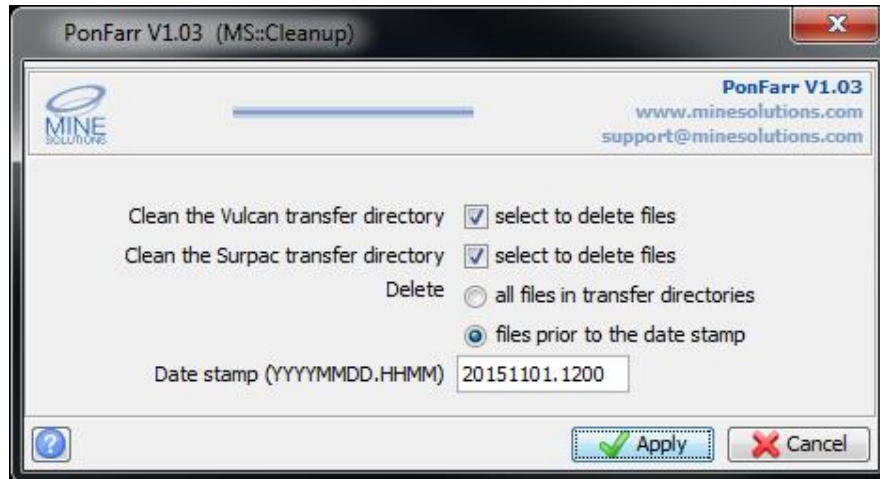 PonFarr V1.03 (MS::Cleanup)
PonFarr V1.03
MINE
SOLUTIONS
www.minesolutions.com
support@minesolutions.com
Clean the Vulcan transfer directory select to delete files
Clean the Surpac transfer directory select to delete files
Delete all files in transfer directories
files prior to the date stamp
Date stamp (YYYYMMDD.HHMM) 20151101.1200
? Apply Cancel